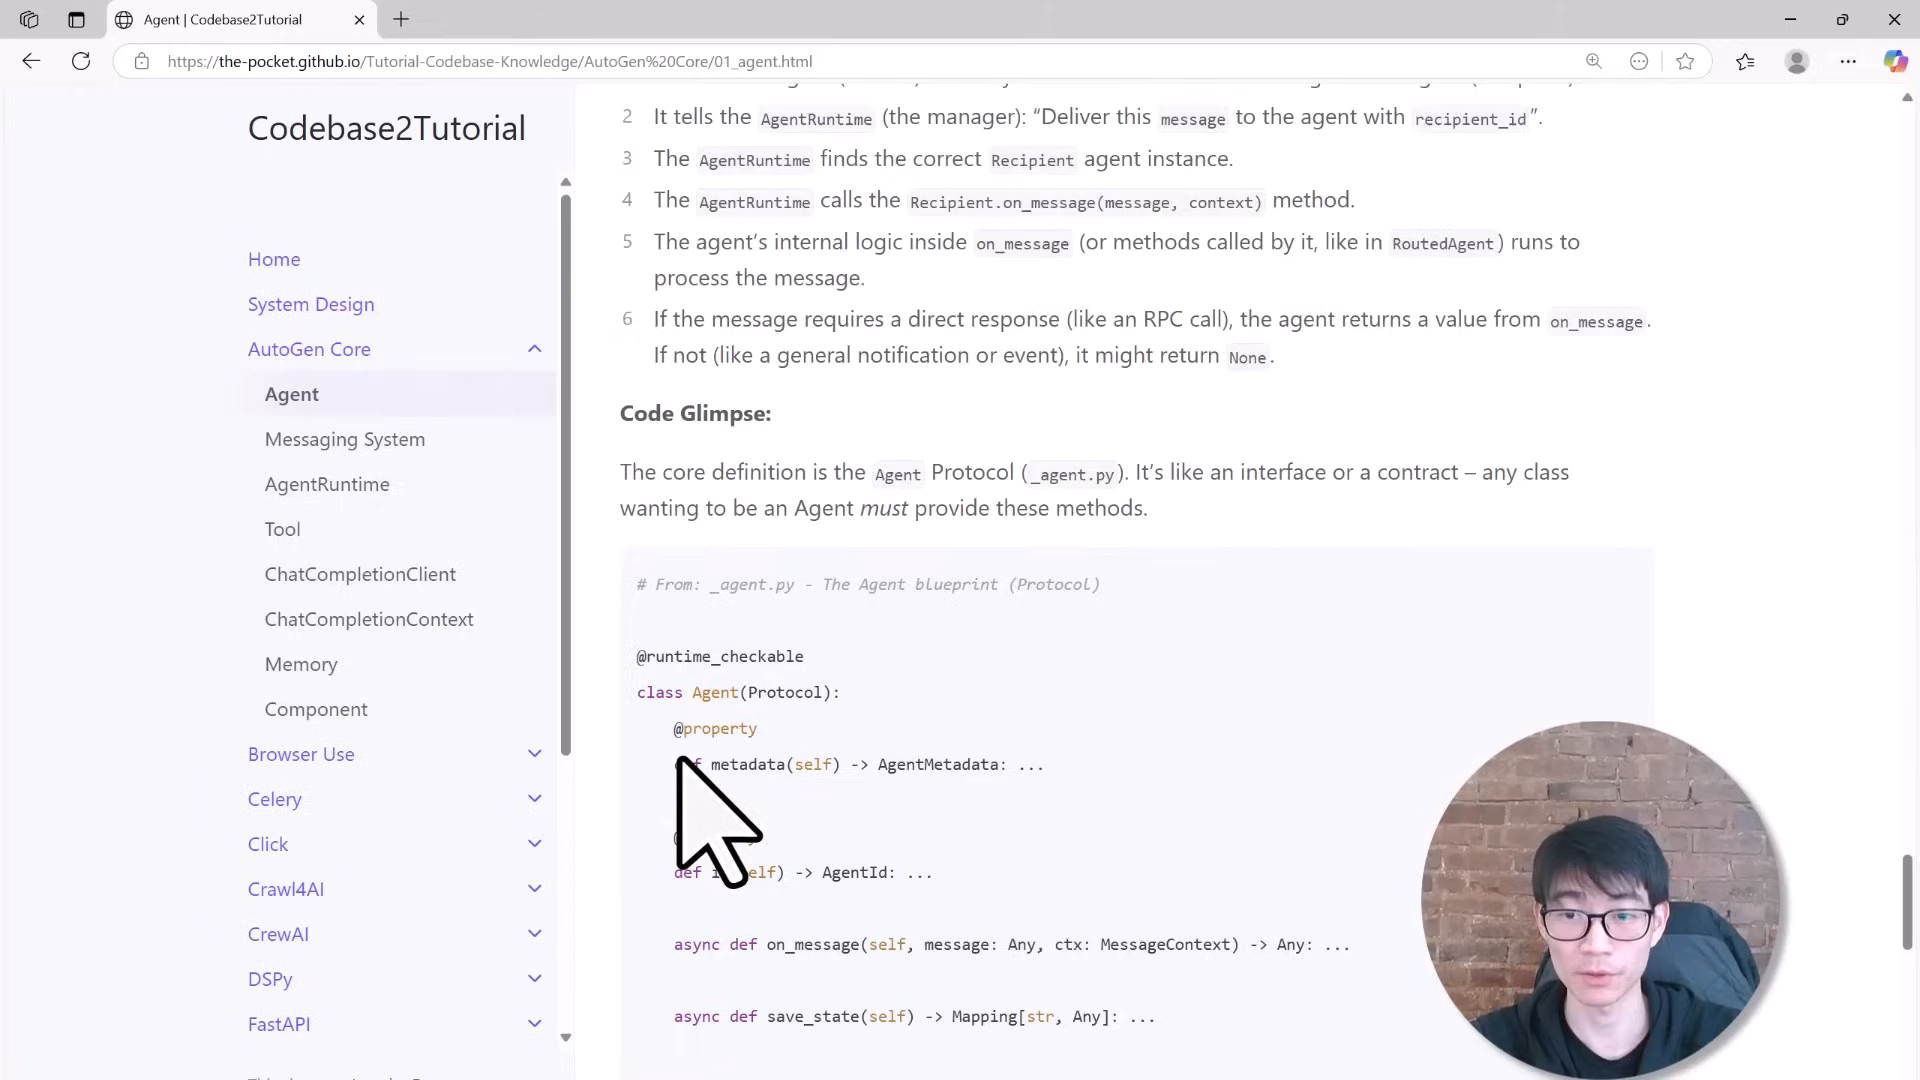 Agent | Codebase2Tutorial
https://the-pocket.github.io/Tutorial-Codebase-Knowledge/AutoGen%20Core/01_agent.html
Codebase2Tutorial
Home
System Design
AutoGen Core
Agent
Messaging System
AgentRuntime
Tool
ChatCompletionClient
ChatCompletionContext
Memory
Component
Browser Use
Celery
Click
Crawl4AI
CrewAI
DSPy
FastAPI
2 It tells the AgentRuntime (the manager): “Deliver this message to the agent with recipient_id”.
3 The AgentRuntime finds the correct Recipient agent instance.
4 The AgentRuntime calls the Recipient.on_message(message, context) method.
5 The agent’s internal logic inside on_message (or methods called by it, like in RoutedAgent) runs to
process the message.
6 If the message requires a direct response (like an RPC call), the agent returns a value from on_message.
If not (like a general notification or event), it might return None.
Code Glimpse:
The core definition is the Agent Protocol (_agent.py). It’s like an interface or a contract – any class
wanting to be an Agent must provide these methods.
# From: _agent.py - The Agent blueprint (Protocol)
@runtime_checkable
class Agent(Protocol):
@property
def metadata(self) -> AgentMetadata: ...
def -> AgentId: ...
async def on_message(self, message: Any, ctx: MessageContext) -> Any: ...
async def save_state(self) -> Mapping[str, Any]: ...